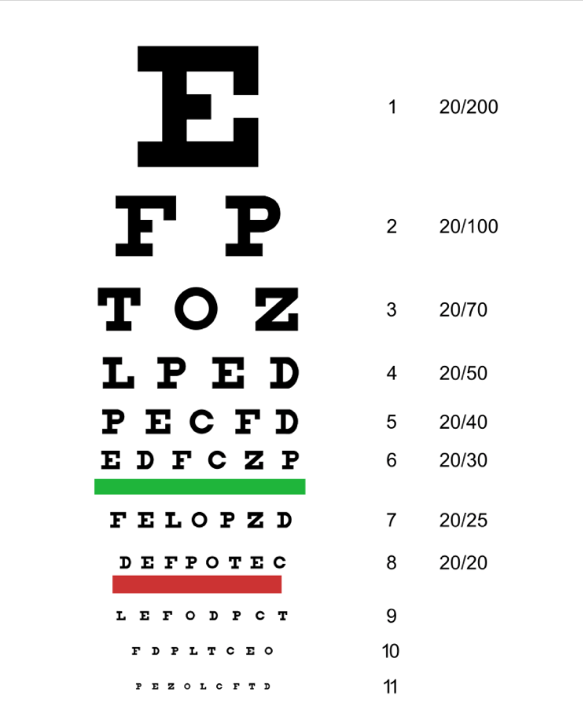 E 1 20/200
F P 2 20/100
T O Z 3 20/70
L P E D 4 20/50
P E C F D 5 20/40
E D F C Z P 6 20/30
F E L O P Z D 7 20/25
D E F P O T E C 8 20/20
L E F O D P C T 9
F D P L T C E O 10
P E Z O L C F T D 11